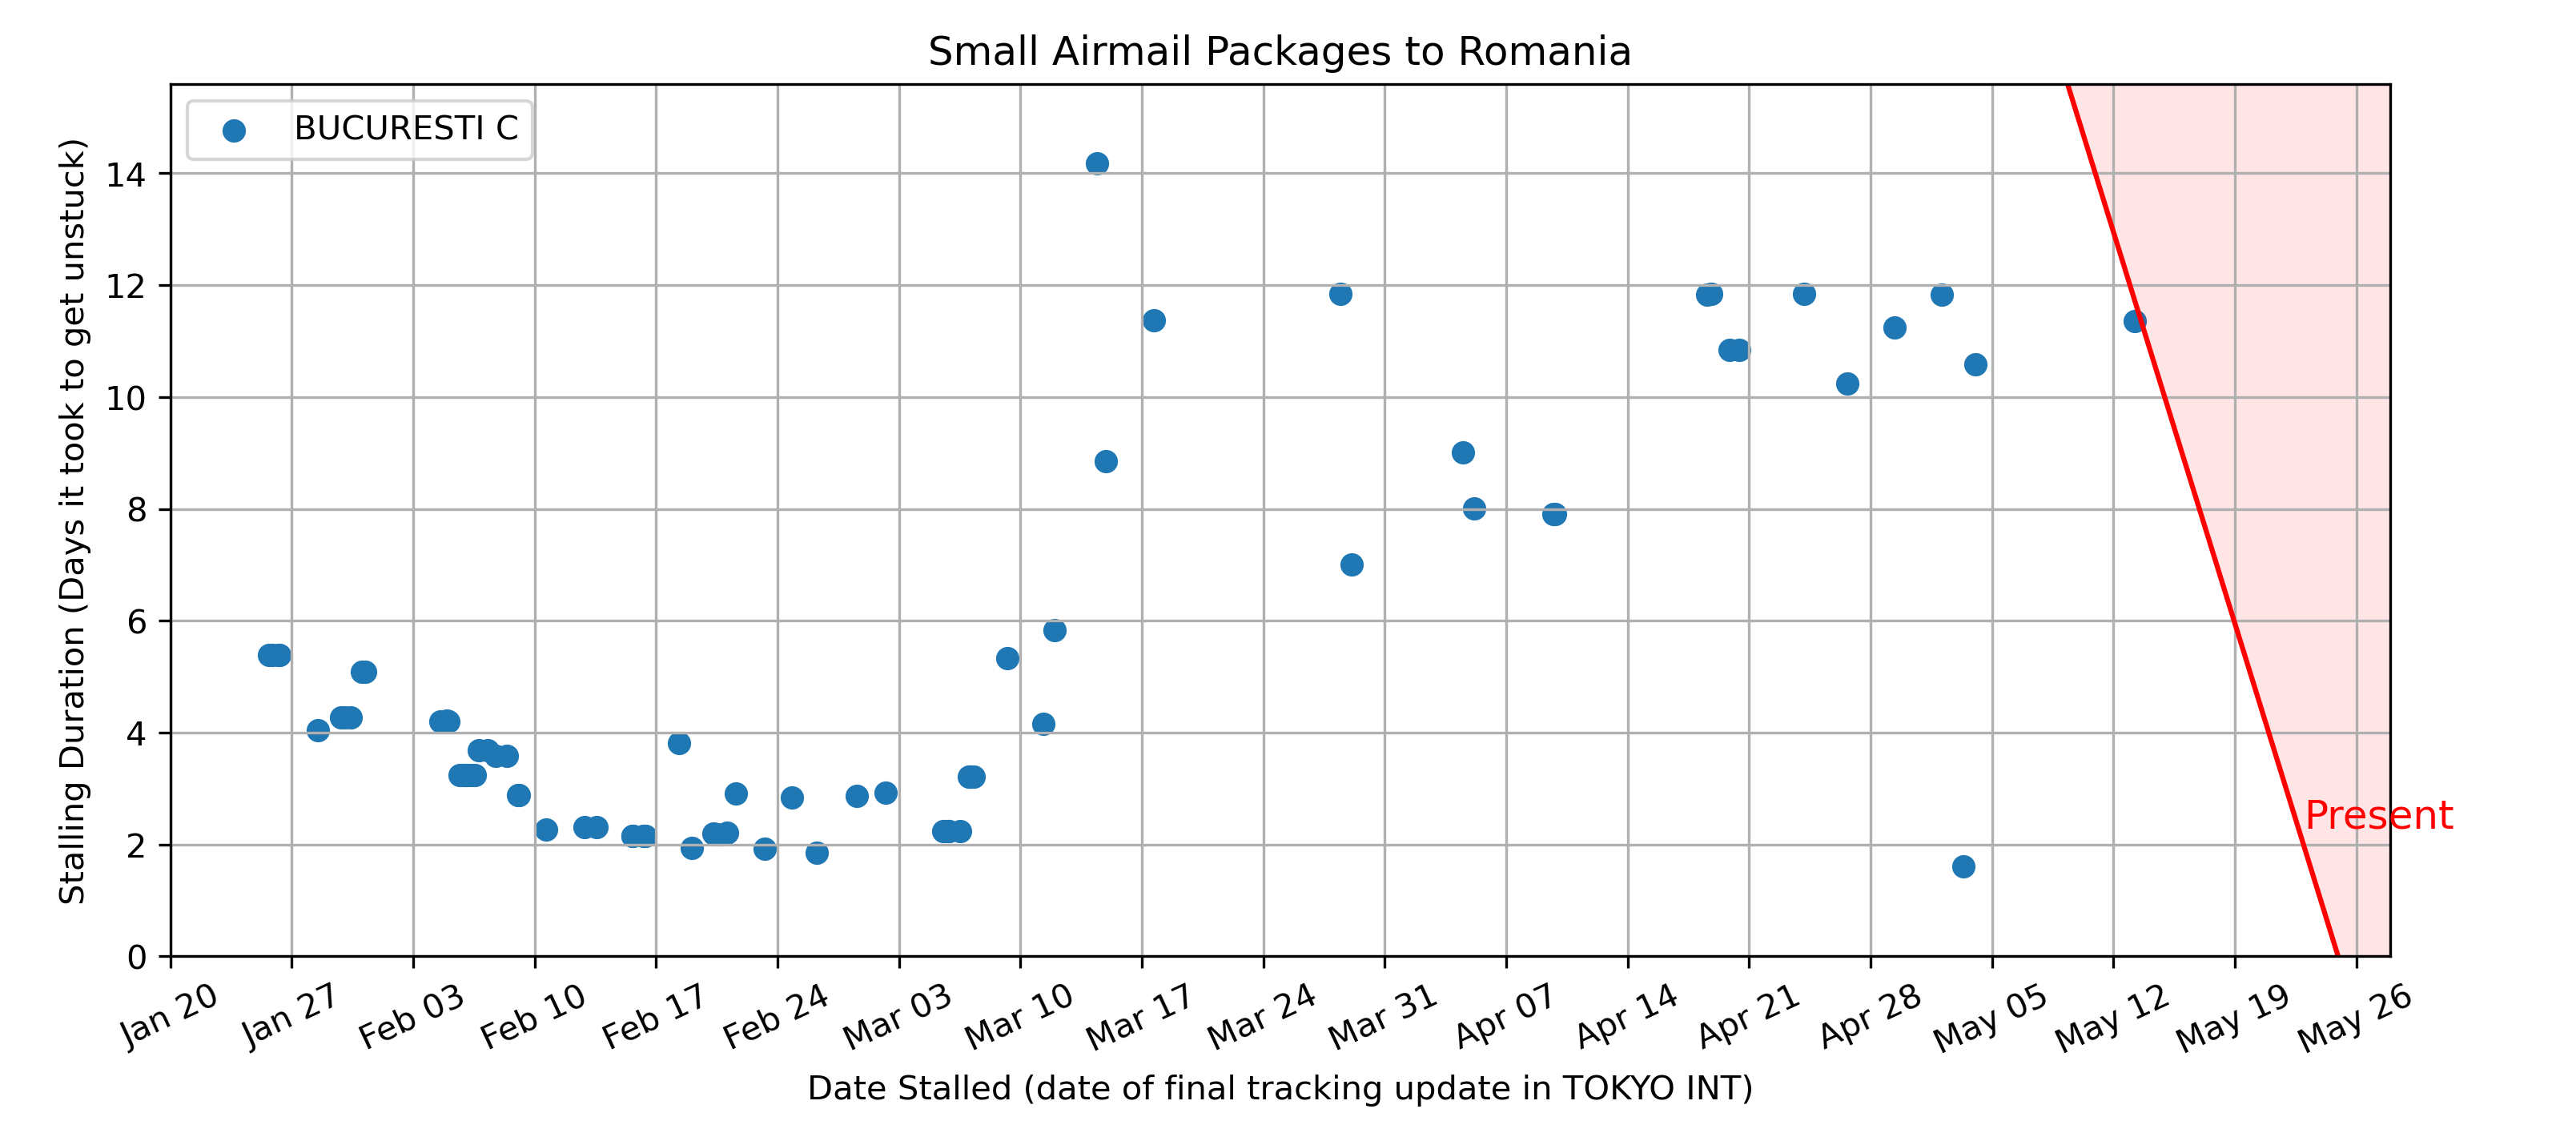 Small Airmail Packages to Romania
BUCURESTI C
Stalling Duration (Days it took to get unstuck)
14
12
10
8
6
4
2
0
Present
Jan 20
Jan 27
Feb 03
Feb 10
Feb 17
Feb 24
Mar 03
Mar 10
Mar 17
Mar 24
Mar 31
Apr 07
Apr 14
Apr 21
Apr 28
May 05
May 12
May 19
May 26
Date Stalled (date of final tracking update in TOKYO INT)